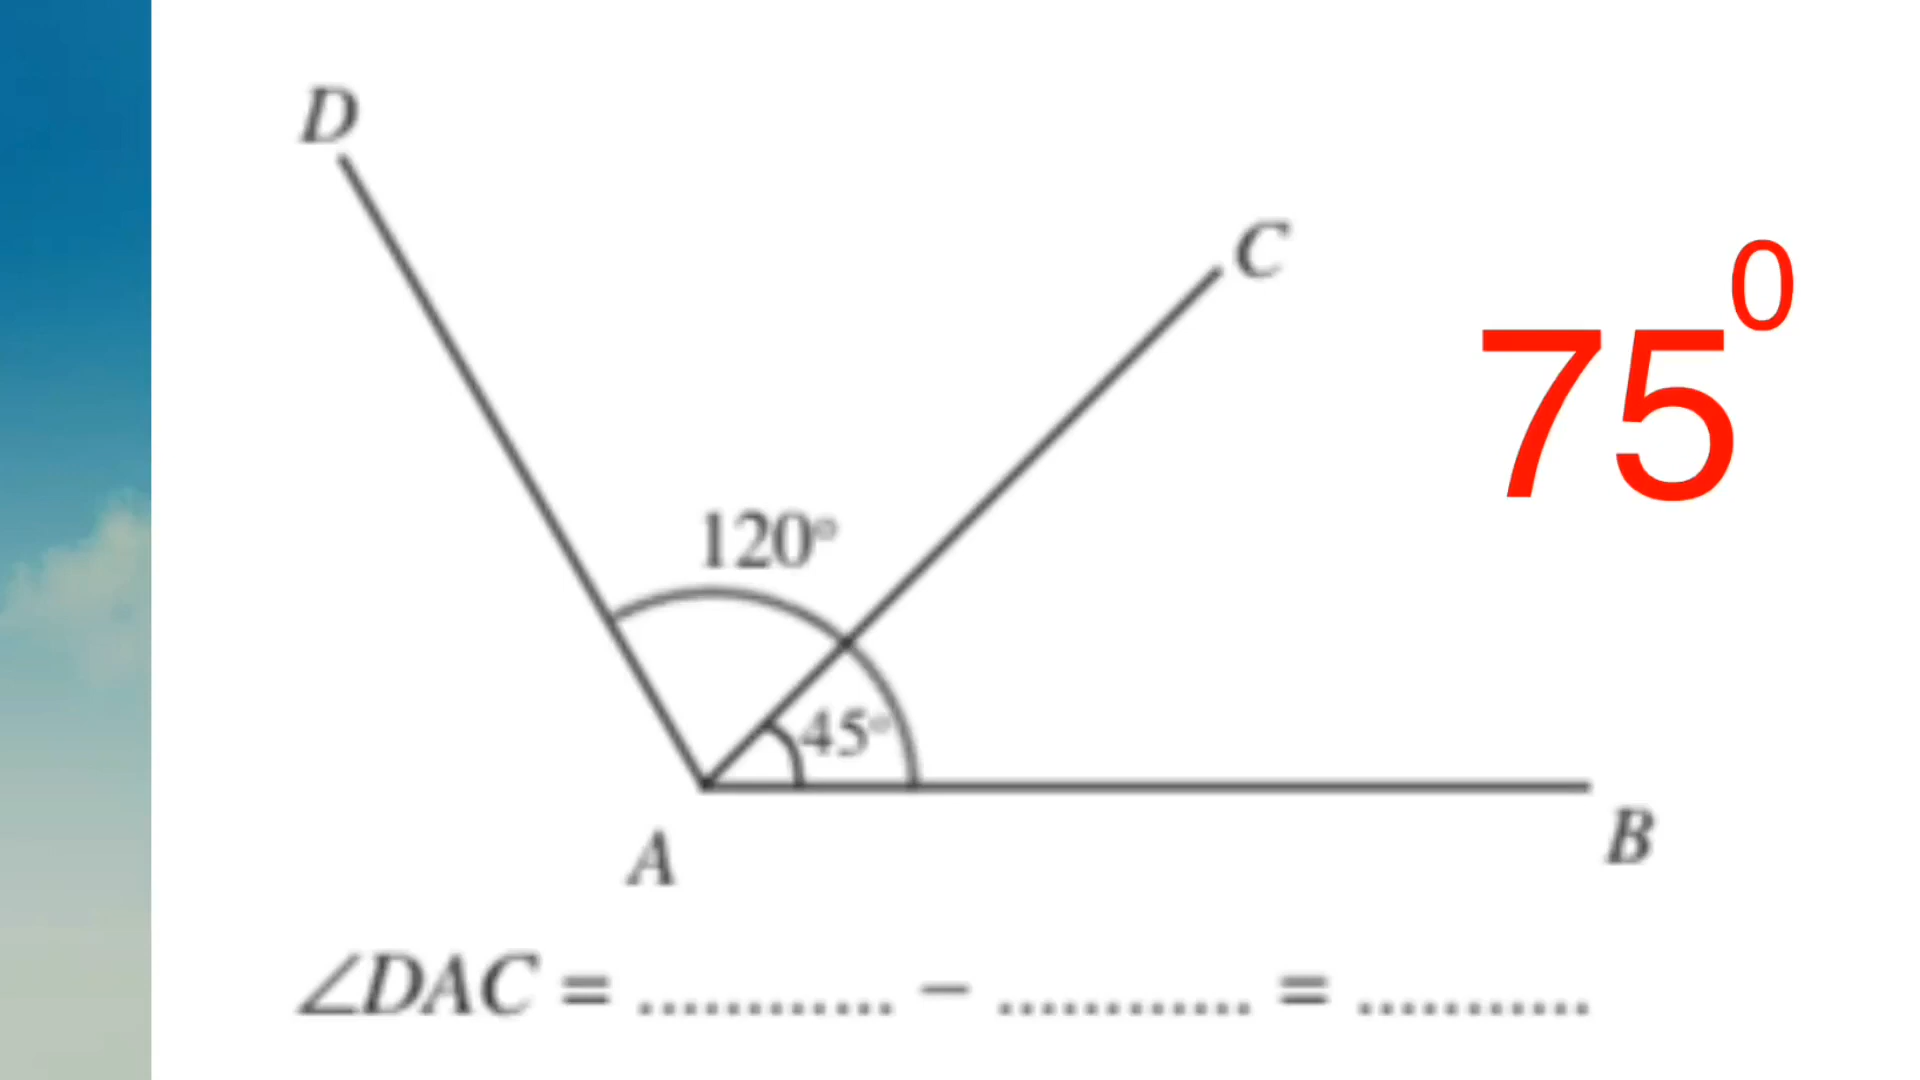 D
C
75⁰
120°
45°
A
B
∠DAC = ............ − ............ = ...........